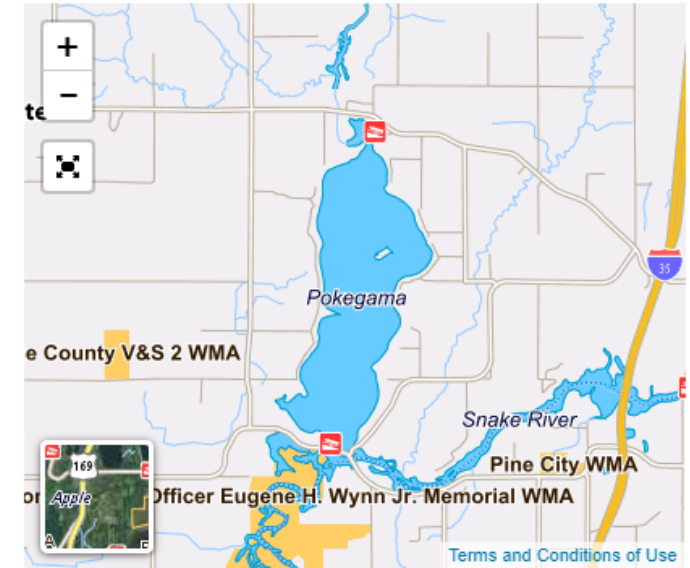 +
−
te
35
Pokegama
e County V&S 2 WMA
Snake River
Pine City WMA
169
Apple
Officer Eugene H. Wynn Jr. Memorial WMA
Terms and Conditions of Use